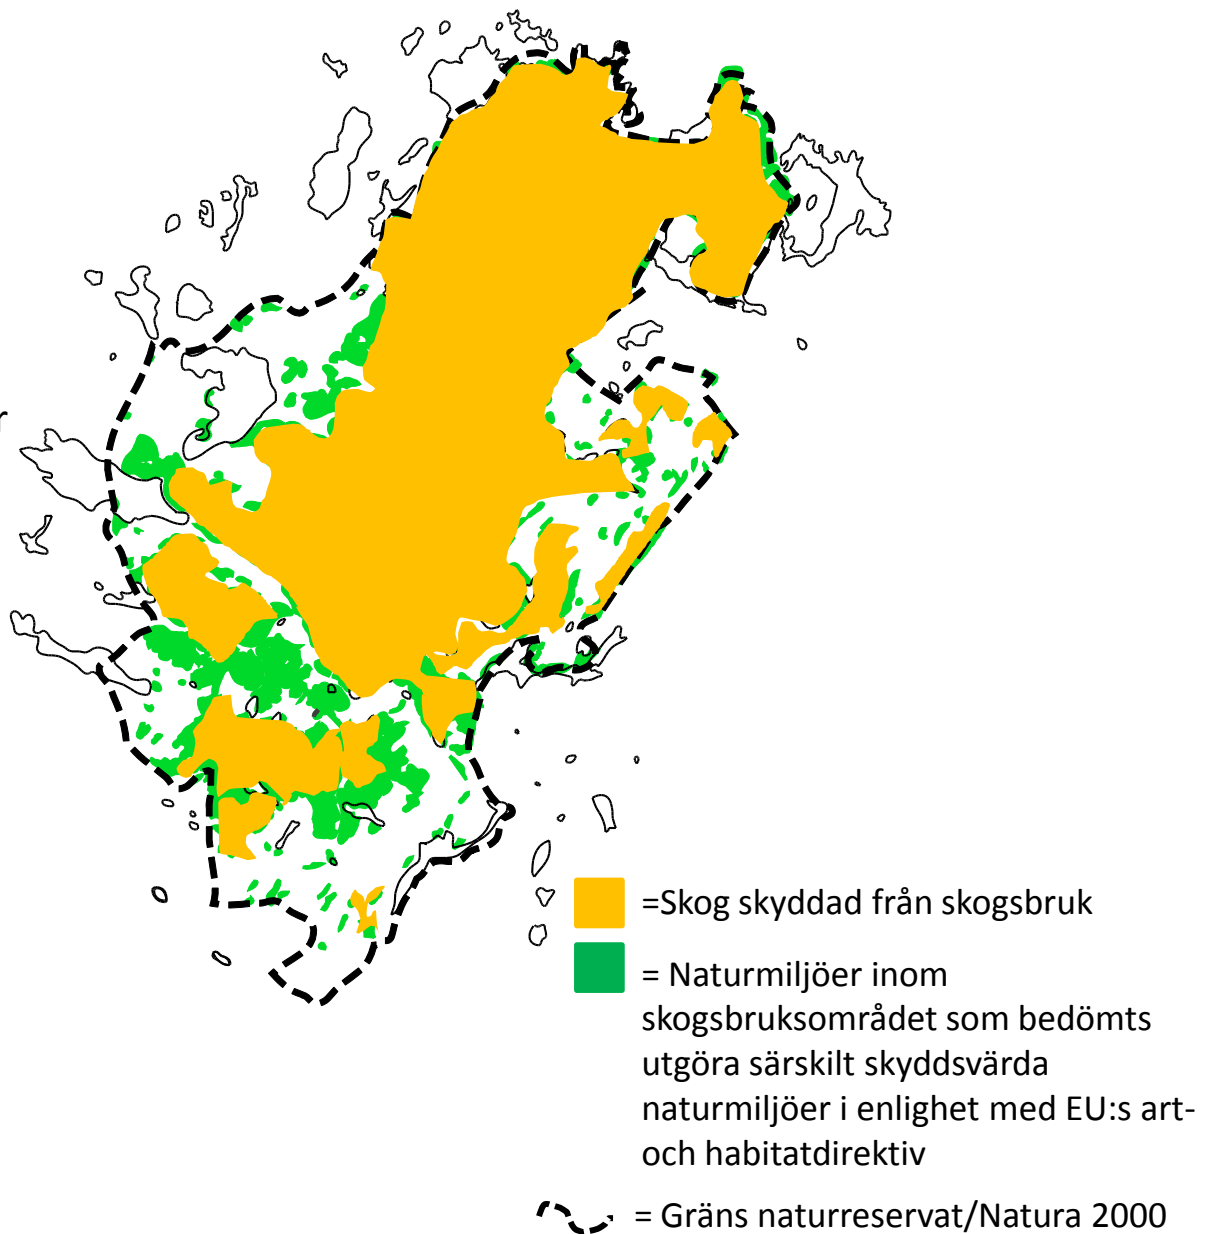 =Skog skyddad från skogsbruk
= Naturmiljöer inom
skogsbruksområdet som bedömts
utgöra särskilt skyddsvärda
naturmiljöer i enlighet med EU:s art-
och habitatdirektiv
= Gräns naturreservat/Natura 2000